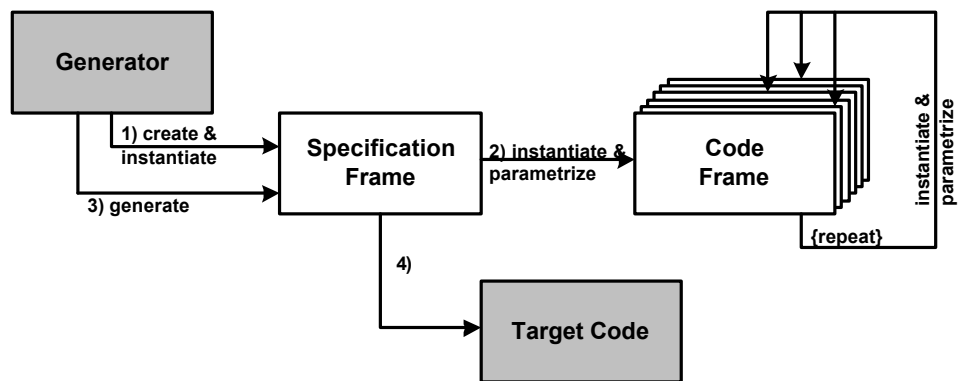 Generator
1) create &
instantiate
3) generate
Specification
Frame
2) instantiate &
parametrize
Code
Frame
instantiate &
parametrize
{repeat}
4)
Target Code